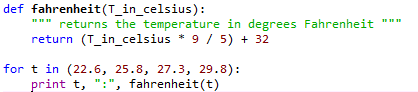 def fahrenheit(T_in_celsius):
    """ returns the temperature in degrees Fahrenheit """
    return (T_in_celsius * 9 / 5) + 32

for t in (22.6, 25.8, 27.3, 29.8):
    print t, ":", fahrenheit(t)